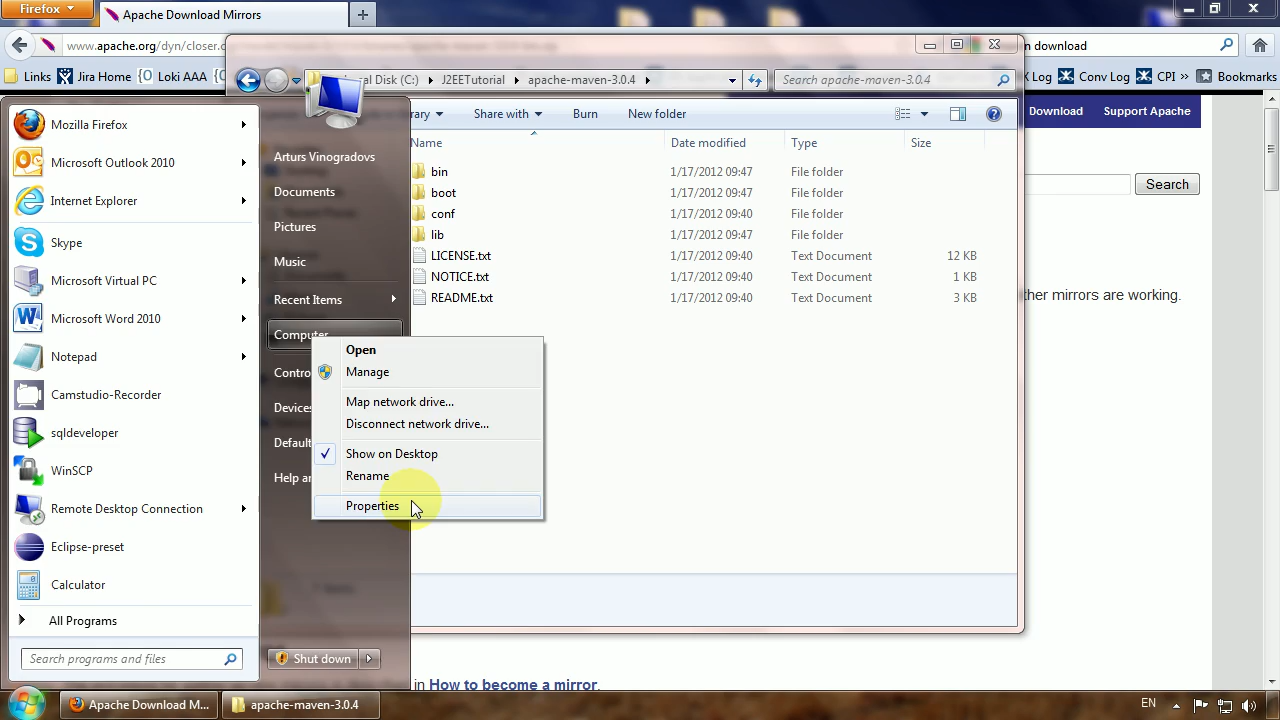 Firefox
Apache Download Mirrors
www.apache.org/dyn/closer.c
n download
Links
Jira Home
Loki AAA
X Log
Conv Log
CPI
»
Bookmarks
cal Disk (C:)
J2EETutorial
apache-maven-3.0.4
Search apache-maven-3.0.4
Download
Support Apache
brary
Share with
Burn
New folder
Name
Date modified
Type
Size
bin
1/17/2012 09:47
File folder
boot
1/17/2012 09:47
File folder
conf
1/17/2012 09:40
File folder
lib
1/17/2012 09:47
File folder
LICENSE.txt
1/17/2012 09:40
Text Document
12 KB
NOTICE.txt
1/17/2012 09:40
Text Document
1 KB
README.txt
1/17/2012 09:40
Text Document
3 KB
Search
ther mirrors are working.
Mozilla Firefox
Microsoft Outlook 2010
Internet Explorer
Skype
Microsoft Virtual PC
Microsoft Word 2010
Notepad
Camstudio-Recorder
sqldeveloper
WinSCP
Remote Desktop Connection
Eclipse-preset
Calculator
All Programs
Search programs and files
Arturs Vinogradovs
Documents
Pictures
Music
Recent Items
Computer
Contro
Devices
Default
Help an
Shut down
Open
Manage
Map network drive...
Disconnect network drive...
Show on Desktop
Rename
Properties
in How to become a mirror.
Apache Download M...
apache-maven-3.0.4
EN